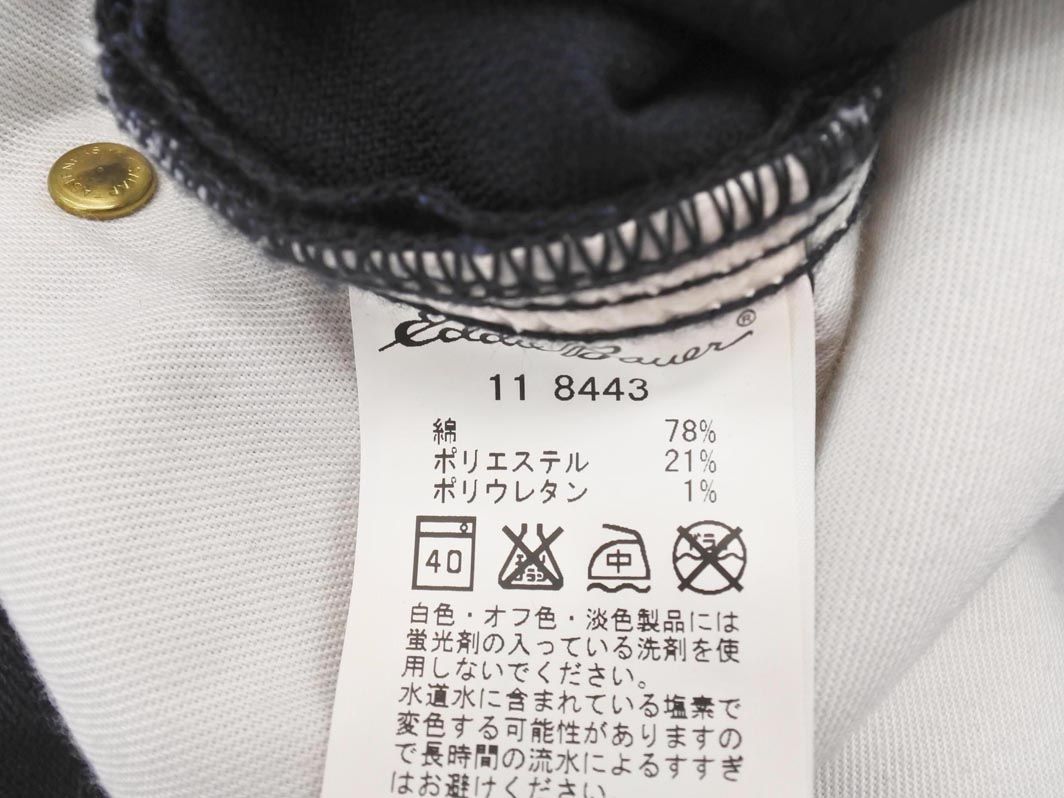 Eddie Bauer ®
11 8443
綿 78%
ポリエステル 21%
ポリウレタン 1%
40 中
白色・オフ色・淡色製品には
蛍光剤の入っている洗剤を使
用しないでください。
水道水に含まれている塩素で
変色する可能性がありますの
で長時間の流水によるすすぎ
はお避けください。